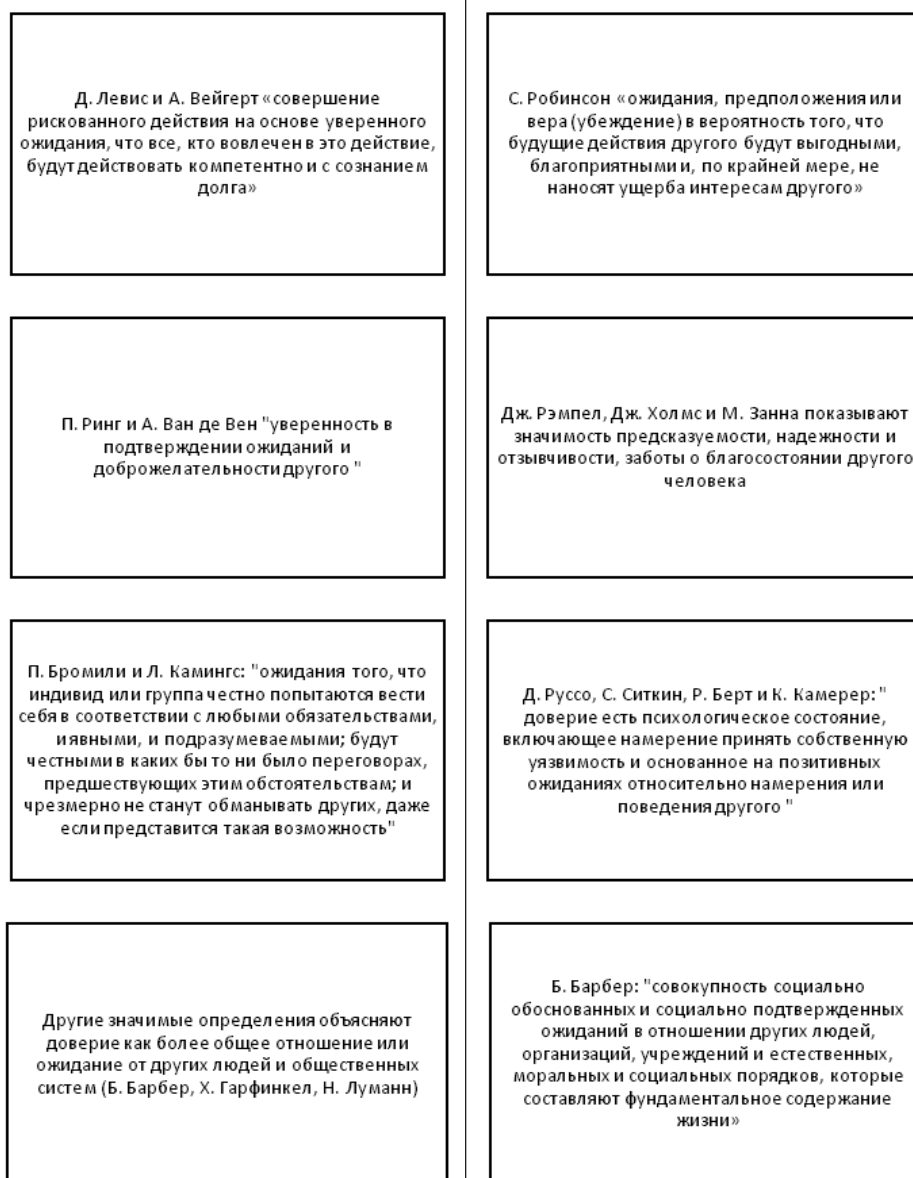 Д. Левис и А. Вейгерт «совершение
рискованного действия на основе уверенного
ожидания, что все, кто вовлечен в это действие,
будут действовать компетентно и с сознанием
долга»
С. Робинсон «ожидания, предположения или
вера (убеждение) в вероятность того, что
будущие действия другого будут выгодными,
благоприятными и, по крайней мере, не
наносят ущерба интересам другого»
П. Ринг и А. Ван де Вен "уверенность в
подтверждении ожиданий и
доброжелательности другого "
Дж. Рэмпел, Дж. Холмс и М. Занна показывают
значимость предсказуемости, надежности и
отзывчивости, заботы о благосостоянии другого
человека
П. Бромили и Л. Камингс: "ожидания того, что
индивид или группа честно попытаются вести
себя в соответствии с любыми обязательствами,
и явными, и подразумеваемыми; будут
честными в каких бы то ни было переговорах,
предшествующих этим обстоятельствам; и
чрезмерно не станут обманывать других, даже
если представится такая возможность"
Д. Руссо, С. Ситкин, Р. Берт и К. Камерер: "
доверие есть психологическое состояние,
включающее намерение принять собственную
уязвимость и основанное на позитивных
ожиданиях относительно намерения или
поведения другого "
Другие значимые определения объясняют
доверие как более общее отношение или
ожидание от других людей и общественных
систем (Б. Барбер, Х. Гарфинкел, Н. Луманн)
Б. Барбер: "совокупность социально
обоснованных и социально подтвержденных
ожиданий в отношении других людей,
организаций, учреждений и естественных,
моральных и социальных порядков, которые
составляют фундаментальное содержание
жизни»